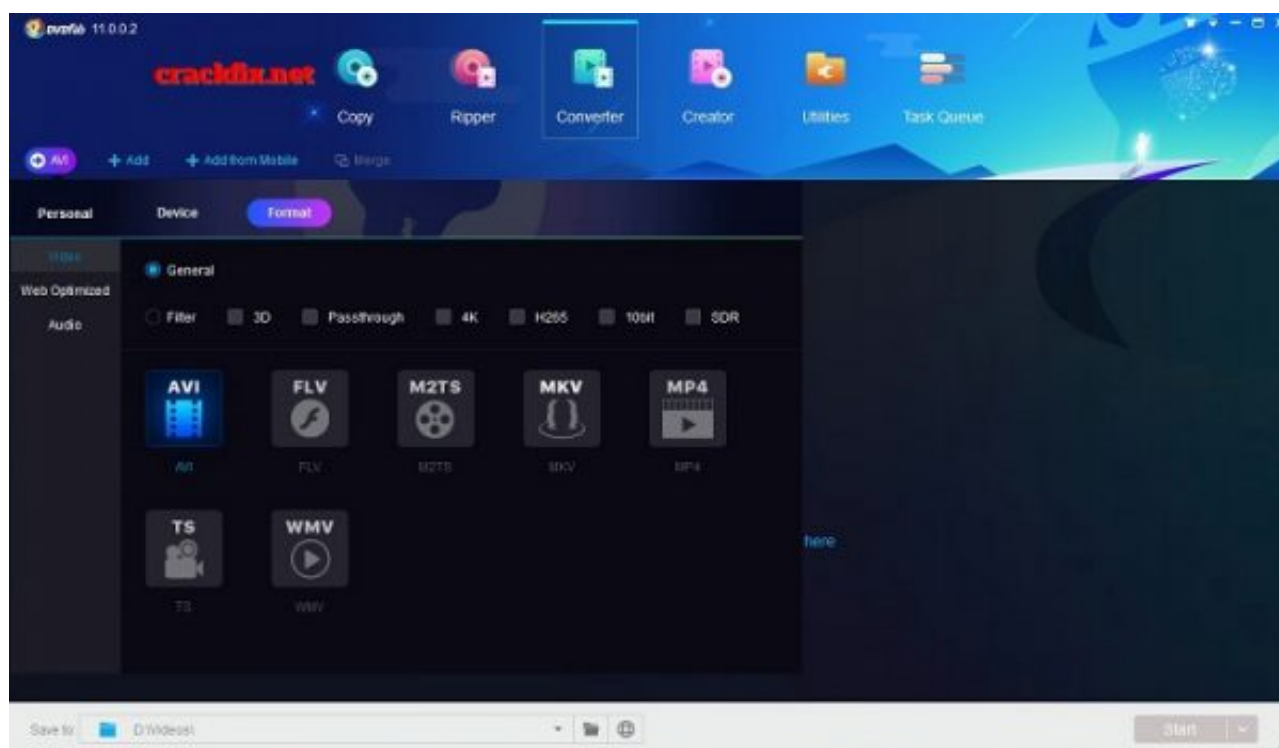 DVDFab 11.0.0.2
crackfix.net
Copy
Ripper
Converter
Creator
Utilities
Task Queue
AVI
Add
Add from Mobile
Merge
Personal
Device
Format
Video
Web Optimized
Audio
General
Filter
3D
Passthrough
4K
H265
10bit
SDR
AVI
FLV
M2TS
MKV
MP4
AVI
FLV
M2TS
MKV
MP4
TS
WMV
TS
WMV
here
Save to:
D:\Videos\
Start